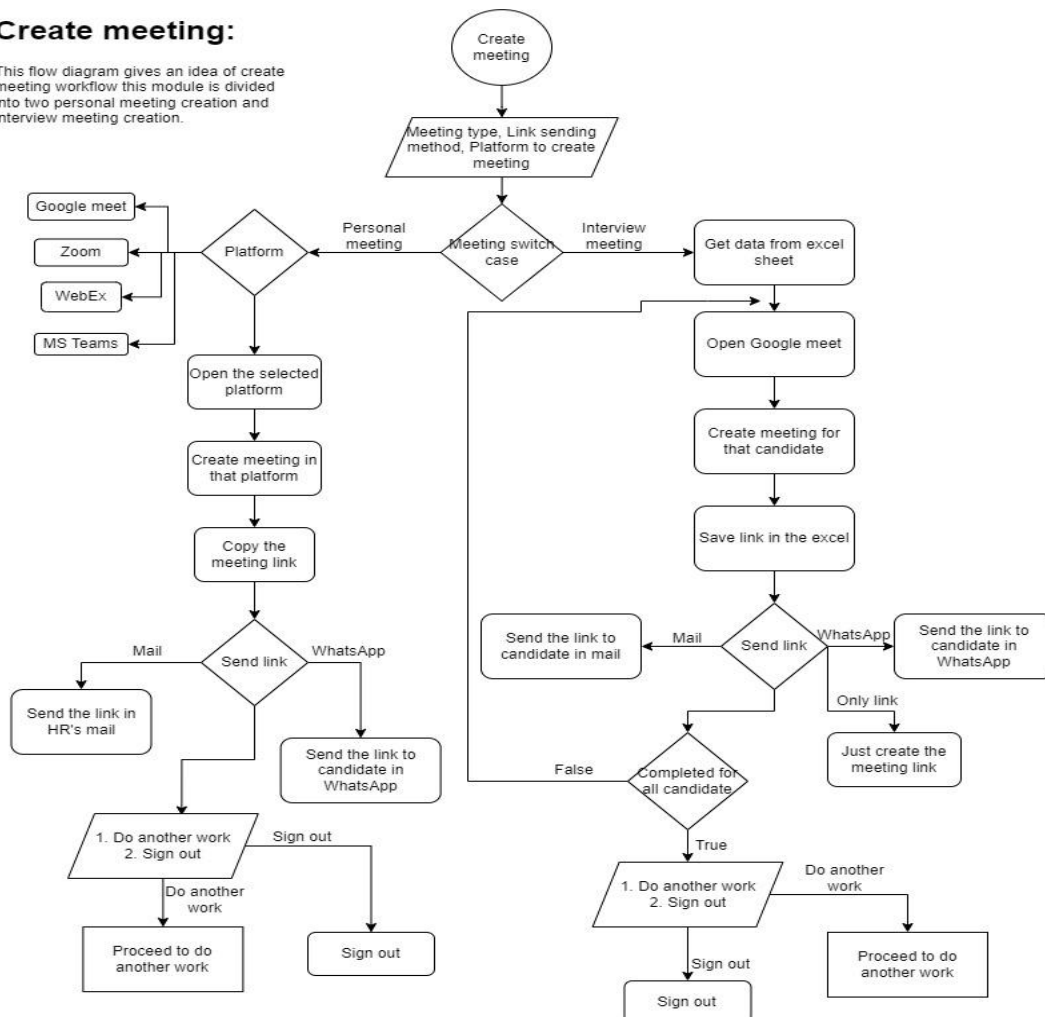 Create meeting:
This flow diagram gives an idea of create
meeting workflow this module is divided
into two personal meeting creation and
interview meeting creation.
Create
meeting
Meeting type, Link sending
method, Platform to create
meeting
Google meet
Zoom
WebEx
MS Teams
Platform
Personal
meeting
Meeting switch
case
Interview
meeting
Get data from excel
sheet
Open Google meet
Open the selected
platform
Create meeting for
that candidate
Create meeting in
that platform
Save link in the excel
Copy the
meeting link
Mail
Send link
WhatsApp
Send the link in
HR's mail
Send the link to
candidate in
WhatsApp
Send the link to
candidate in mail
Mail
Send link
WhatsApp
Send the link to
candidate in
WhatsApp
Only link
Just create the
meeting link
False
Completed for
all candidate
True
1. Do another work
2. Sign out
Sign out
Do another
work
Proceed to do
another work
Sign out
1. Do another work
2. Sign out
Do another
work
Proceed to do
another work
Sign out
Sign out